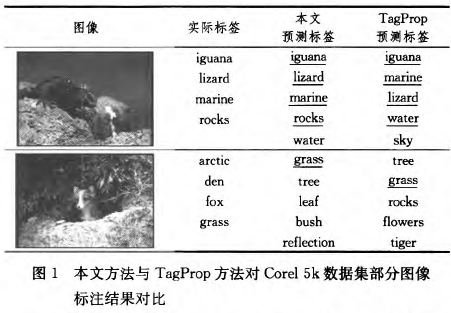 图像 实际标签 本文预测标签 TagProp预测标签
iguana iguana iguana
lizard lizard marine
marine marine lizard
rocks rocks water
water sky
arctic grass tree
den tree grass
fox leaf rocks
grass bush flowers
reflection tiger
图 1 本文方法与 TagProp 方法对 Corel 5k 数据集部分图像
标注结果对比